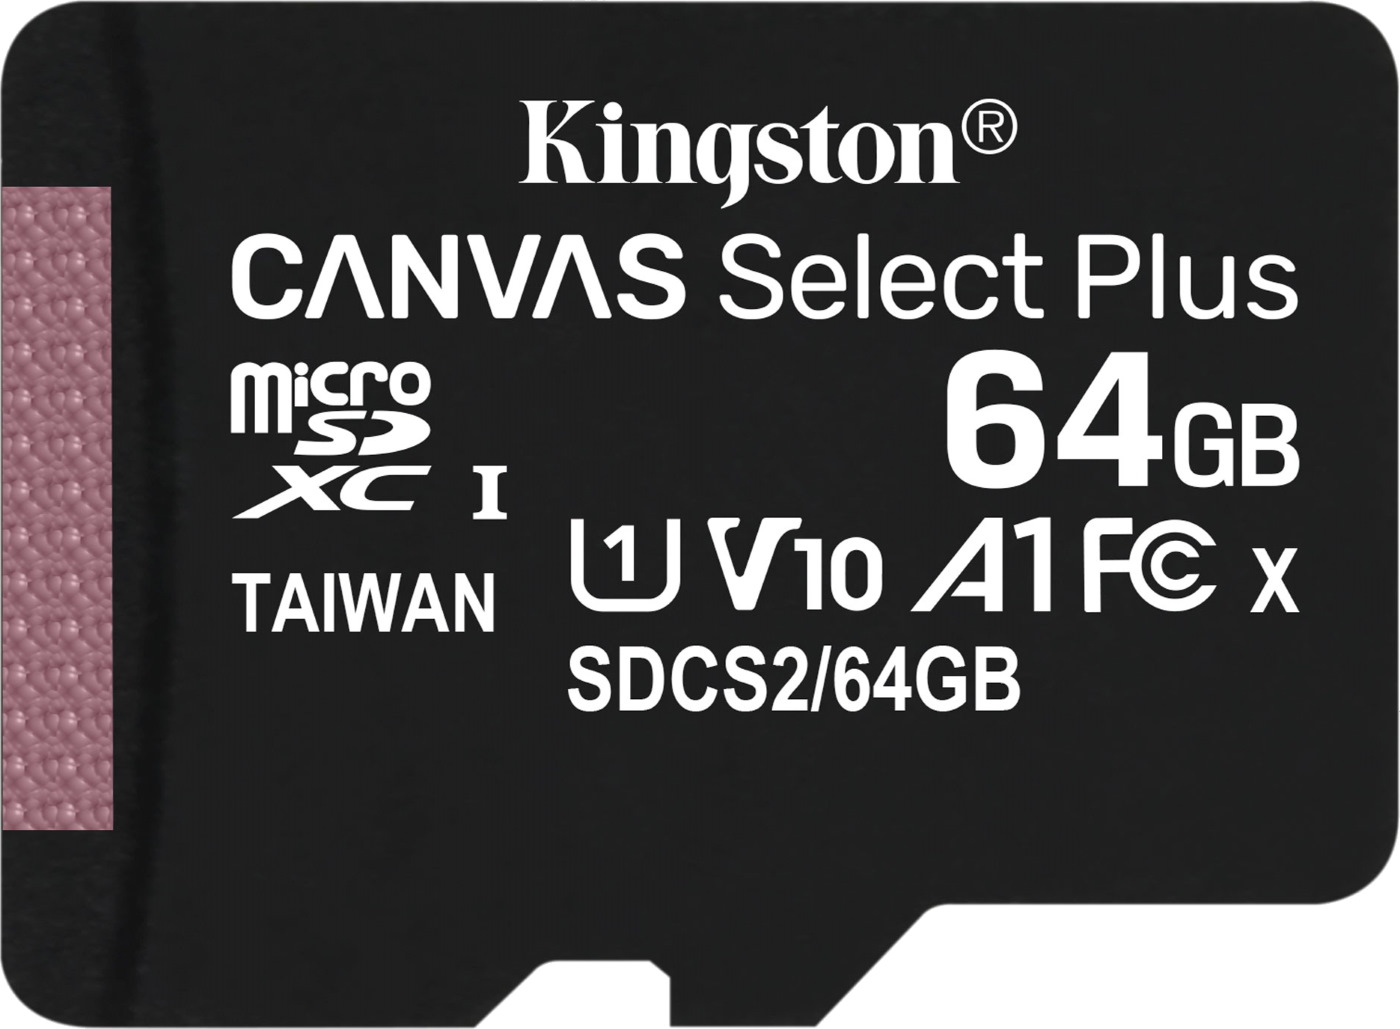 Kingston®
CANVAS Select Plus
micro
SD
XC I
64GB
U1 V10 A1 FC X
TAIWAN
SDCS2/64GB